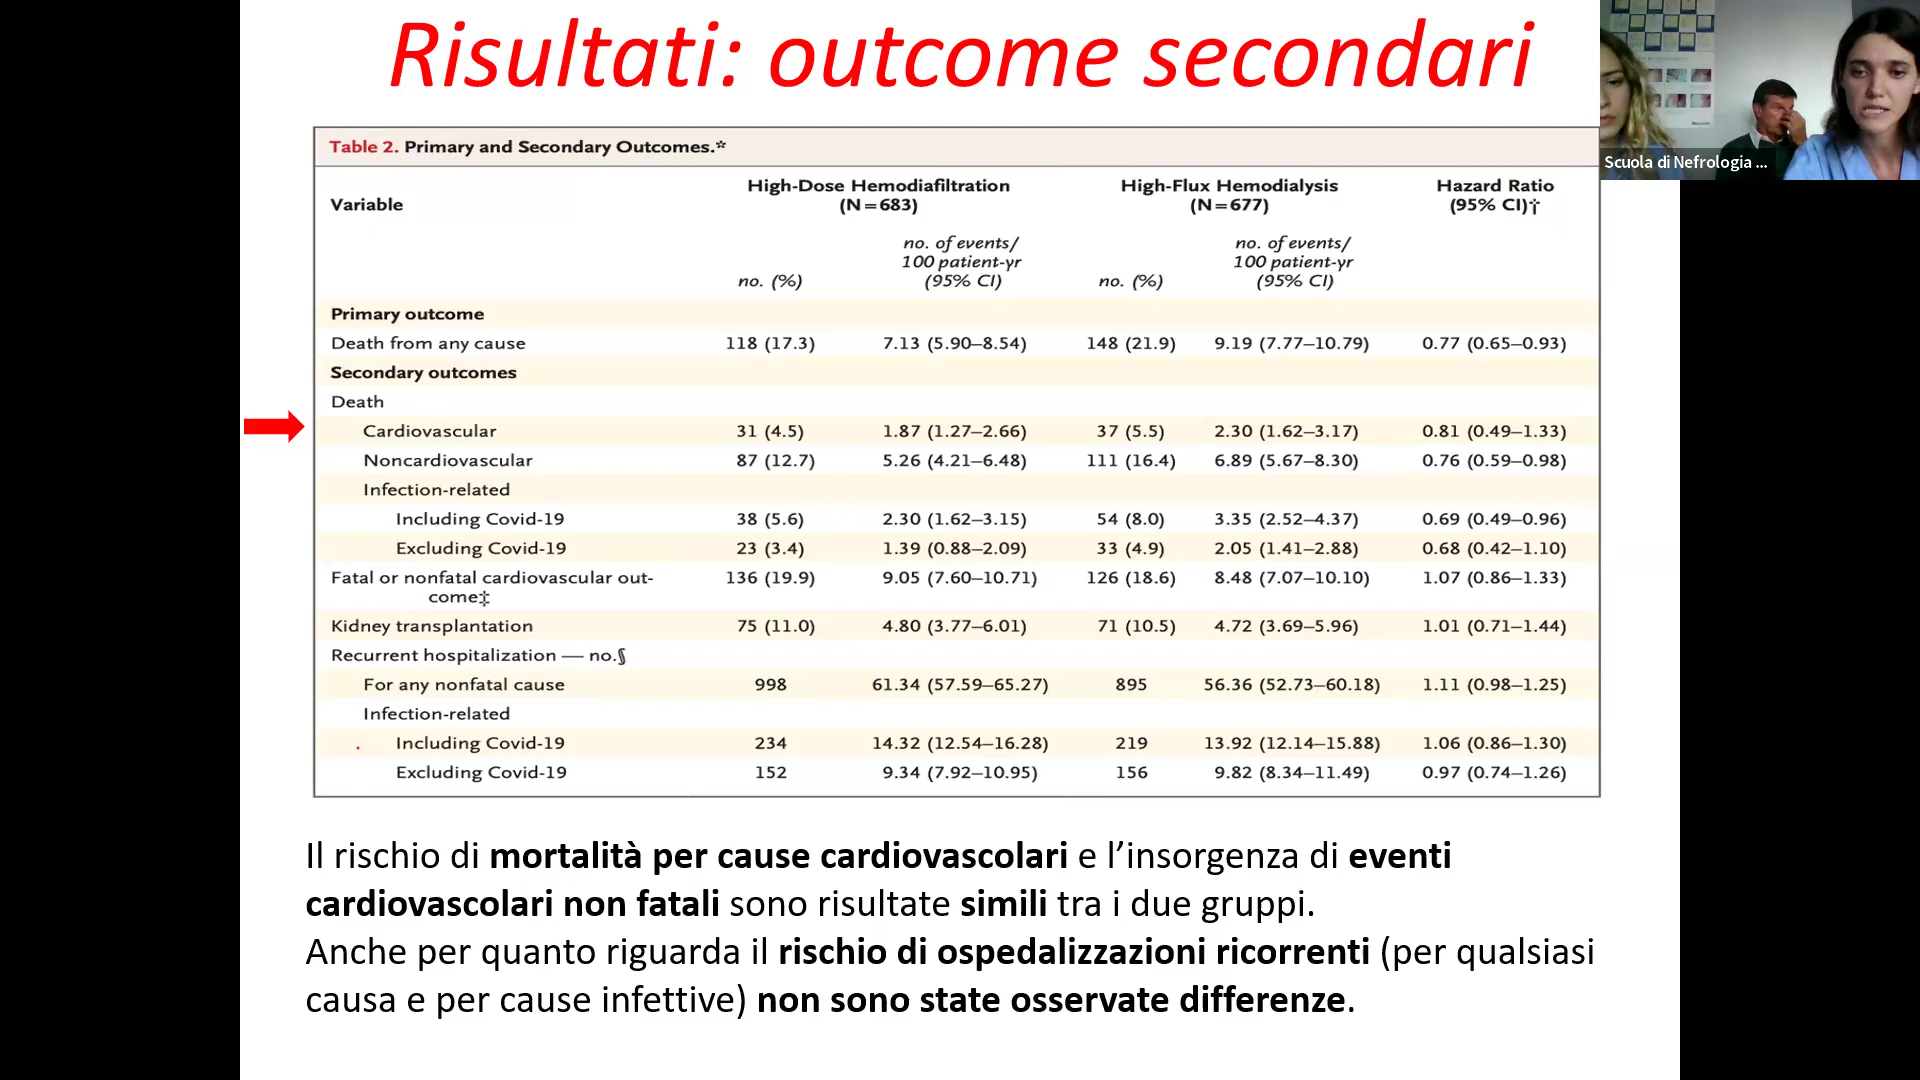 Risultati: outcome secondari
Scuola di Nefrologia ...
Table 2. Primary and Secondary Outcomes.*
Variable High-Dose Hemodiafiltration (N=683) High-Flux Hemodialysis (N=677) Hazard Ratio (95% CI)†
no. (%) no. of events/ 100 patient-yr (95% CI) no. (%) no. of events/ 100 patient-yr (95% CI)
Primary outcome
Death from any cause 118 (17.3) 7.13 (5.90–8.54) 148 (21.9) 9.19 (7.77–10.79) 0.77 (0.65–0.93)
Secondary outcomes
Death
Cardiovascular 31 (4.5) 1.87 (1.27–2.66) 37 (5.5) 2.30 (1.62–3.17) 0.81 (0.49–1.33)
Noncardiovascular 87 (12.7) 5.26 (4.21–6.48) 111 (16.4) 6.89 (5.67–8.30) 0.76 (0.59–0.98)
Infection-related
Including Covid-19 38 (5.6) 2.30 (1.62–3.15) 54 (8.0) 3.35 (2.52–4.37) 0.69 (0.49–0.96)
Excluding Covid-19 23 (3.4) 1.39 (0.88–2.09) 33 (4.9) 2.05 (1.41–2.88) 0.68 (0.42–1.10)
Fatal or nonfatal cardiovascular out- 136 (19.9) 9.05 (7.60–10.71) 126 (18.6) 8.48 (7.07–10.10) 1.07 (0.86–1.33)
come‡
Kidney transplantation 75 (11.0) 4.80 (3.77–6.01) 71 (10.5) 4.72 (3.69–5.96) 1.01 (0.71–1.44)
Recurrent hospitalization — no.§
For any nonfatal cause 998 61.34 (57.59–65.27) 895 56.36 (52.73–60.18) 1.11 (0.98–1.25)
Infection-related
Including Covid-19 234 14.32 (12.54–16.28) 219 13.92 (12.14–15.88) 1.06 (0.86–1.30)
Excluding Covid-19 152 9.34 (7.92–10.95) 156 9.82 (8.34–11.49) 0.97 (0.74–1.26)
Il rischio di mortalità per cause cardiovascolari e l’insorgenza di eventi
cardiovascolari non fatali sono risultate simili tra i due gruppi.
Anche per quanto riguarda il rischio di ospedalizzazioni ricorrenti (per qualsiasi
causa e per cause infettive) non sono state osservate differenze.